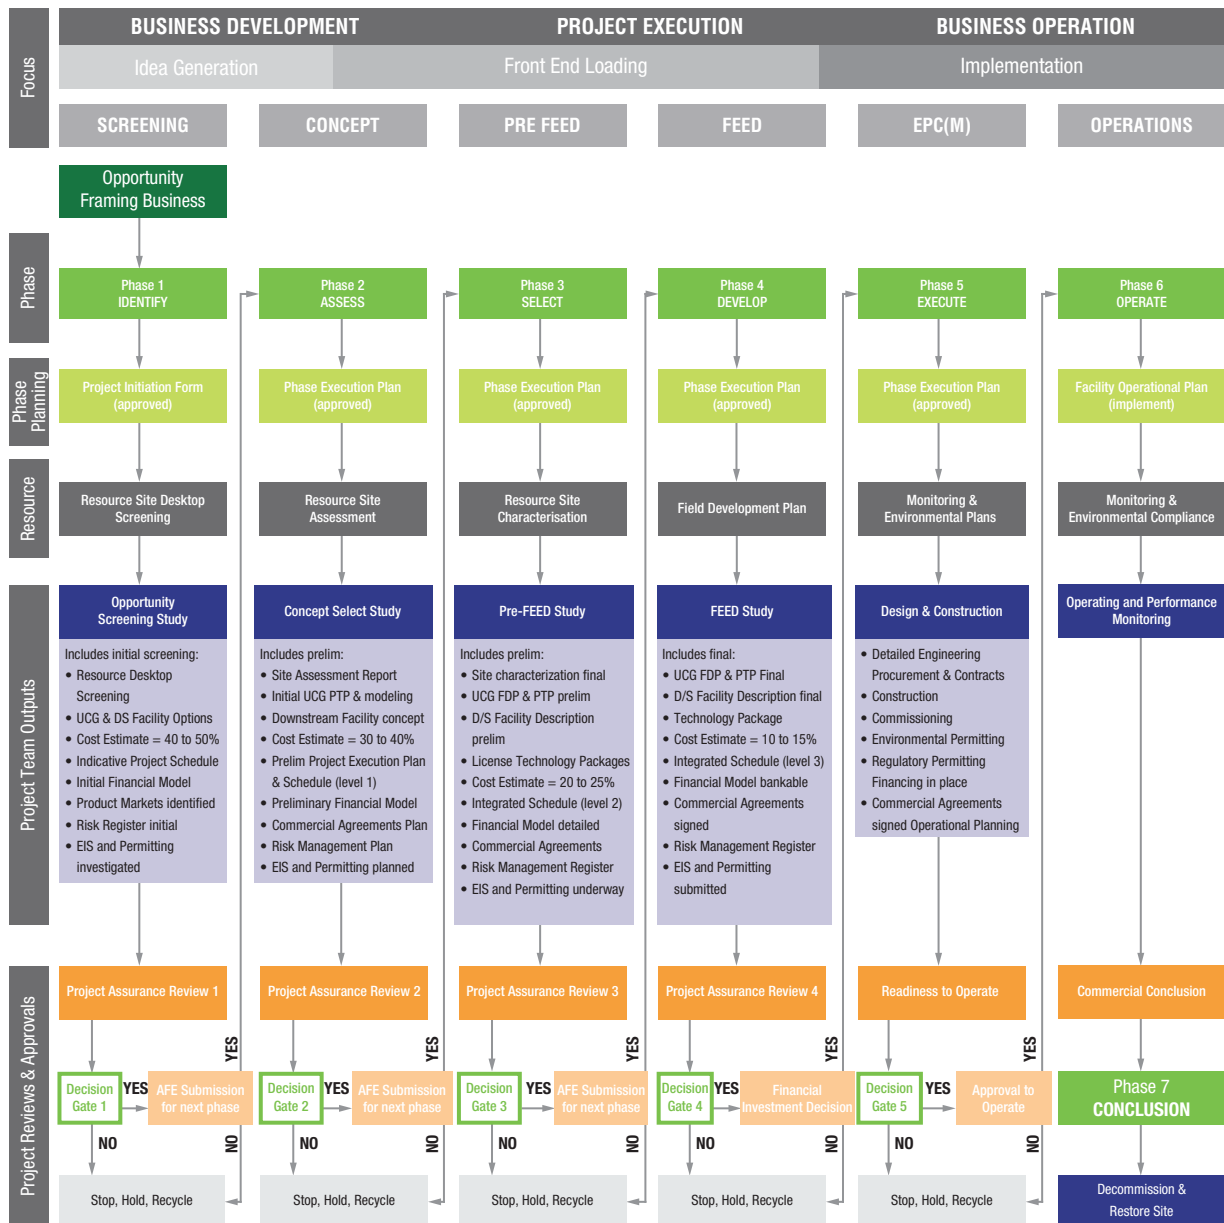 Focus
BUSINESS DEVELOPMENT
PROJECT EXECUTION
BUSINESS OPERATION
Idea Generation
Front End Loading
Implementation
SCREENING
CONCEPT
PRE FEED
FEED
EPC(M)
OPERATIONS
Opportunity
Framing Business
Phase
Phase 1
IDENTIFY
Phase 2
ASSESS
Phase 3
SELECT
Phase 4
DEVELOP
Phase 5
EXECUTE
Phase 6
OPERATE
Phase
Planning
Project Initiation Form
(approved)
Phase Execution Plan
(approved)
Phase Execution Plan
(approved)
Phase Execution Plan
(approved)
Phase Execution Plan
(approved)
Facility Operational Plan
(implement)
Resource
Resource Site Desktop
Screening
Resource Site
Assessment
Resource Site
Characterisation
Field Development Plan
Monitoring &
Environmental Plans
Monitoring &
Environmental Compliance
Project Team Outputs
Opportunity
Screening Study
Includes initial screening:
• Resource Desktop
Screening
• UCG & DS Facility Options
• Cost Estimate = 40 to 50%
• Indicative Project Schedule
• Initial Financial Model
• Product Markets identified
• Risk Register initial
• EIS and Permitting
investigated
Concept Select Study
Includes prelim:
• Site Assessment Report
• Initial UCG PTP & modeling
• Downstream Facility concept
• Cost Estimate = 30 to 40%
• Prelim Project Execution Plan
& Schedule (level 1)
• Preliminary Financial Model
• Commercial Agreements Plan
• Risk Management Plan
• EIS and Permitting planned
Pre-FEED Study
Includes prelim:
• Site characterization final
• UCG FDP & PTP prelim
• D/S Facility Description
prelim
• License Technology Packages
• Cost Estimate = 20 to 25%
• Integrated Schedule (level 2)
• Financial Model detailed
• Commercial Agreements
• Risk Management Register
• EIS and Permitting underway
FEED Study
Includes final:
• UCG FDP & PTP Final
• D/S Facility Description final
• Technology Package
• Cost Estimate = 10 to 15%
• Integrated Schedule (level 3)
• Financial Model bankable
• Commercial Agreements
signed
• Risk Management Register
• EIS and Permitting
submitted
Design & Construction
• Detailed Engineering
Procurement & Contracts
• Construction
• Commissioning
• Environmental Permitting
• Regulatory Permitting
Financing in place
• Commercial Agreements
signed Operational Planning
Operating and Performance
Monitoring
Project Reviews & Approvals
Project Assurance Review 1
Project Assurance Review 2
Project Assurance Review 3
Project Assurance Review 4
Readiness to Operate
Commercial Conclusion
Decision
Gate 1
YES
AFE Submission
for next phase
YES
NO
NO
Stop, Hold, Recycle
Decision
Gate 2
YES
AFE Submission
for next phase
YES
NO
NO
Stop, Hold, Recycle
Decision
Gate 3
YES
AFE Submission
for next phase
YES
NO
NO
Stop, Hold, Recycle
Decision
Gate 4
YES
Financial
Investment Decision
YES
NO
NO
Stop, Hold, Recycle
Decision
Gate 5
YES
Approval to
Operate
YES
NO
NO
Stop, Hold, Recycle
Phase 7
CONCLUSION
Decommission &
Restore Site